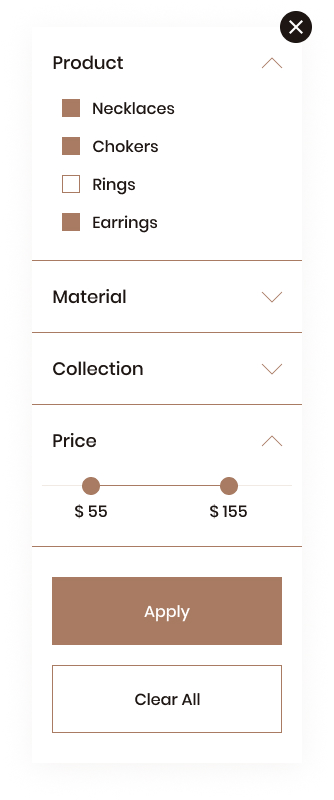 Product
Necklaces
Chokers
Rings
Earrings
Material
Collection
Price
$ 55 $ 155
Apply
Clear All